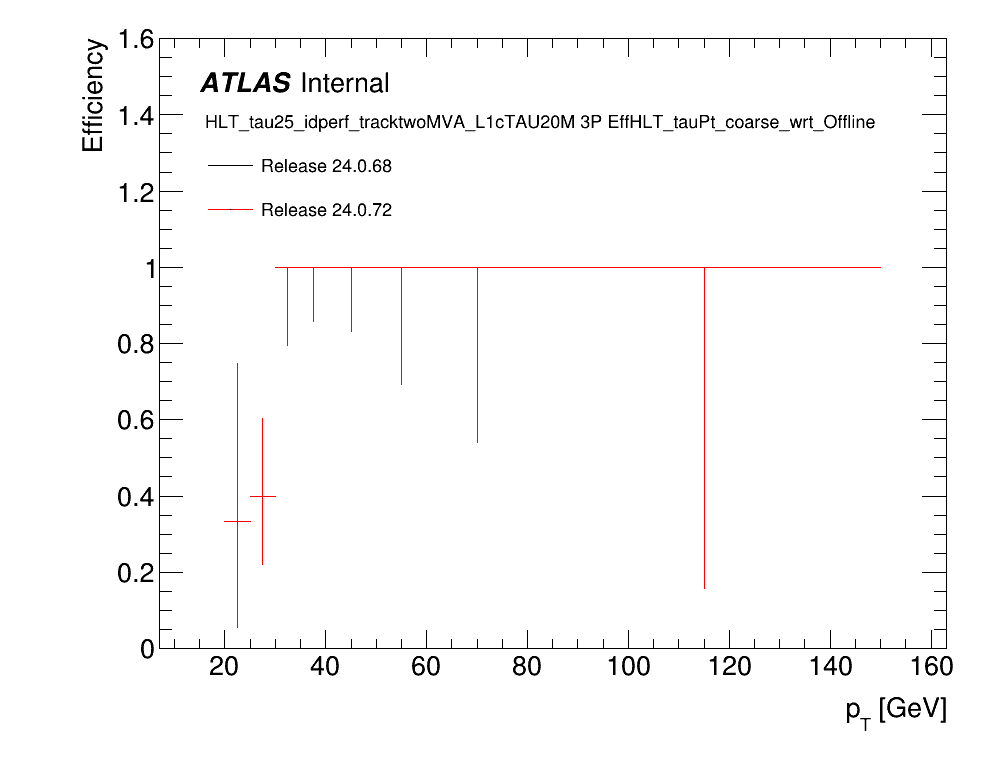 Efficiency
1.6
1.4
1.2
1
0.8
0.6
0.4
0.2
0
ATLAS Internal
HLT_tau25_idperf_tracktwoMVA_L1cTAU20M 3P EffHLT_tauPt_coarse_wrt_Offline
Release 24.0.68
Release 24.0.72
20 40 60 80 100 120 140 160
p_T [GeV]